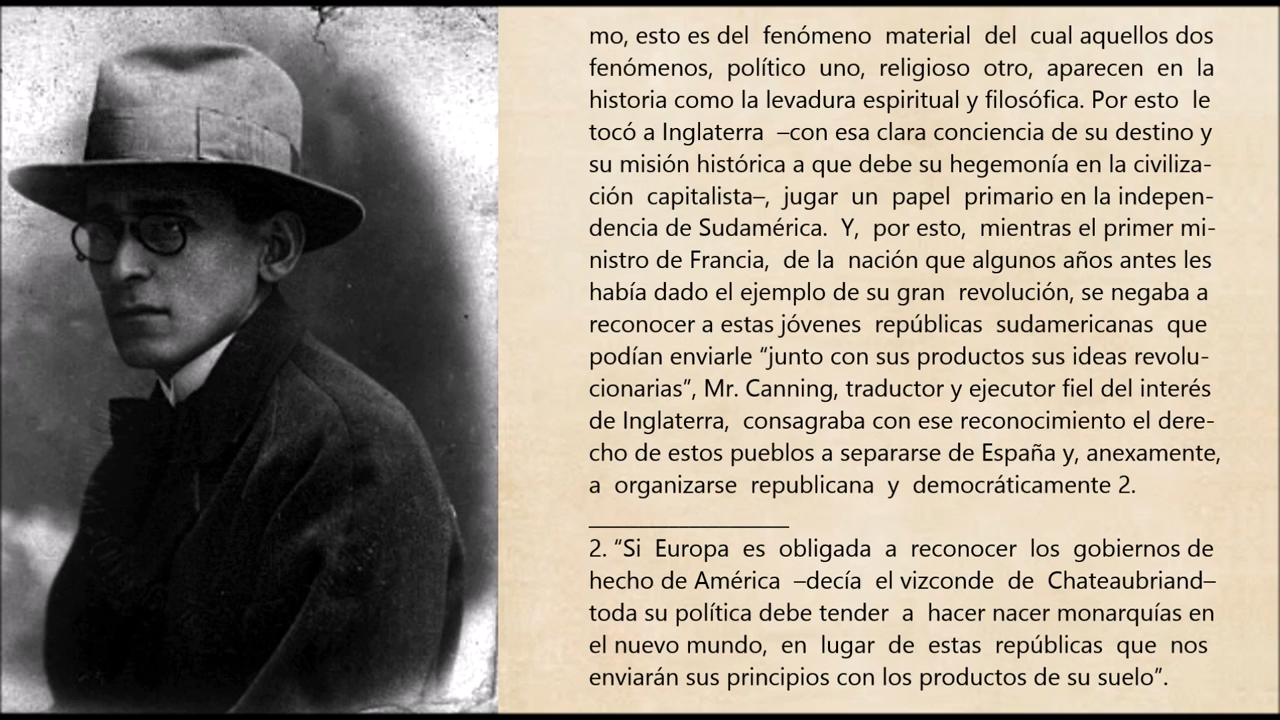 mo, esto es del fenómeno material del cual aquellos dos
fenómenos, político uno, religioso otro, aparecen en la
historia como la levadura espiritual y filosófica. Por esto le
tocó a Inglaterra –con esa clara conciencia de su destino y
su misión histórica a que debe su hegemonía en la civiliza-
ción capitalista–, jugar un papel primario en la indepen-
dencia de Sudamérica. Y, por esto, mientras el primer mi-
nistro de Francia, de la nación que algunos años antes les
había dado el ejemplo de su gran revolución, se negaba a
reconocer a estas jóvenes repúblicas sudamericanas que
podían enviarle “junto con sus productos sus ideas revolu-
cionarias”, Mr. Canning, traductor y ejecutor fiel del interés
de Inglaterra, consagraba con ese reconocimiento el dere-
cho de estos pueblos a separarse de España y, anexamente,
a organizarse republicana y democráticamente 2.
2. “Si Europa es obligada a reconocer los gobiernos de
hecho de América –decía el vizconde de Chateaubriand–
toda su política debe tender a hacer nacer monarquías en
el nuevo mundo, en lugar de estas repúblicas que nos
enviarán sus principios con los productos de su suelo”.